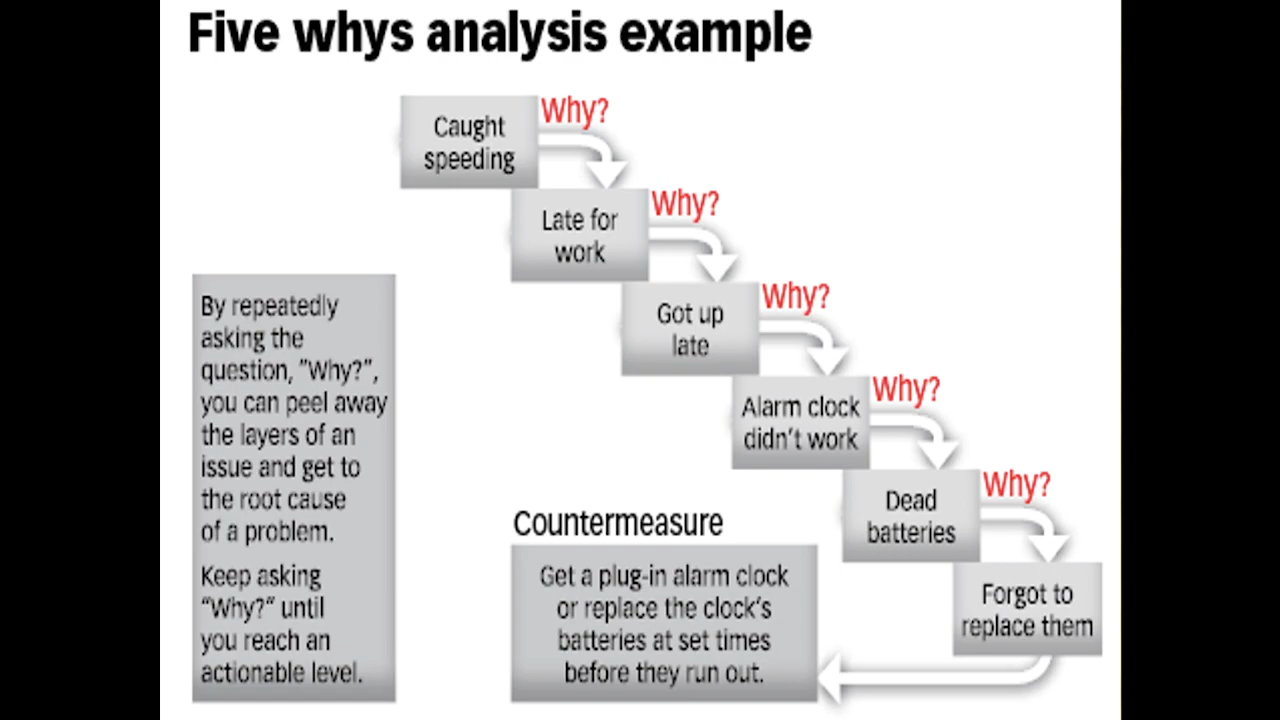 Five whys analysis example
Caught
speeding
Why?
Late for
work
Why?
Got up
late
Why?
Alarm clock
didn't work
Why?
Dead
batteries
Why?
Forgot to
replace them
By repeatedly
asking the
question, "Why?",
you can peel away
the layers of an
issue and get to
the root cause
of a problem.
Keep asking
"Why?" until
you reach an
actionable level.
Countermeasure
Get a plug-in alarm clock
or replace the clock's
batteries at set times
before they run out.